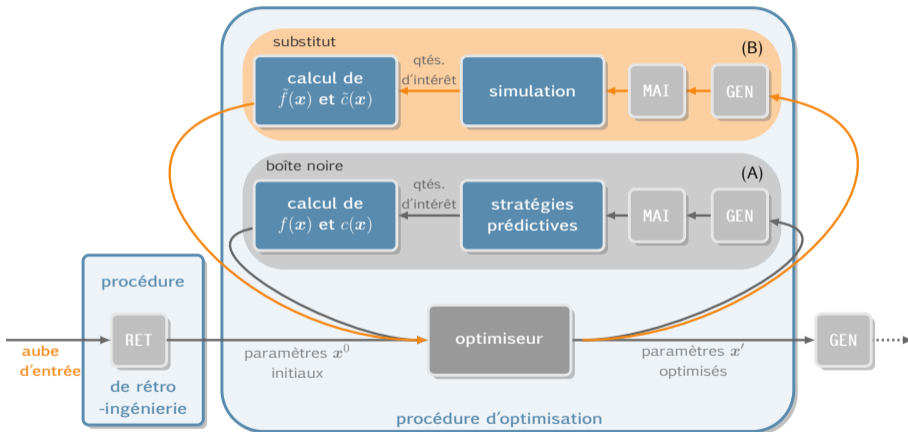 substitut
(B)
calcul de
f̃(x) et c̃(x)
qtés.
d'intérêt
simulation
MAI
GEN
boîte noire
(A)
calcul de
f(x) et c(x)
qtés.
d'intérêt
stratégies
prédictives
MAI
GEN
procédure
RET
de rétro
-ingénierie
aube
d'entrée
paramètres x⁰
initiaux
optimiseur
paramètres x′
optimisés
GEN
procédure d'optimisation